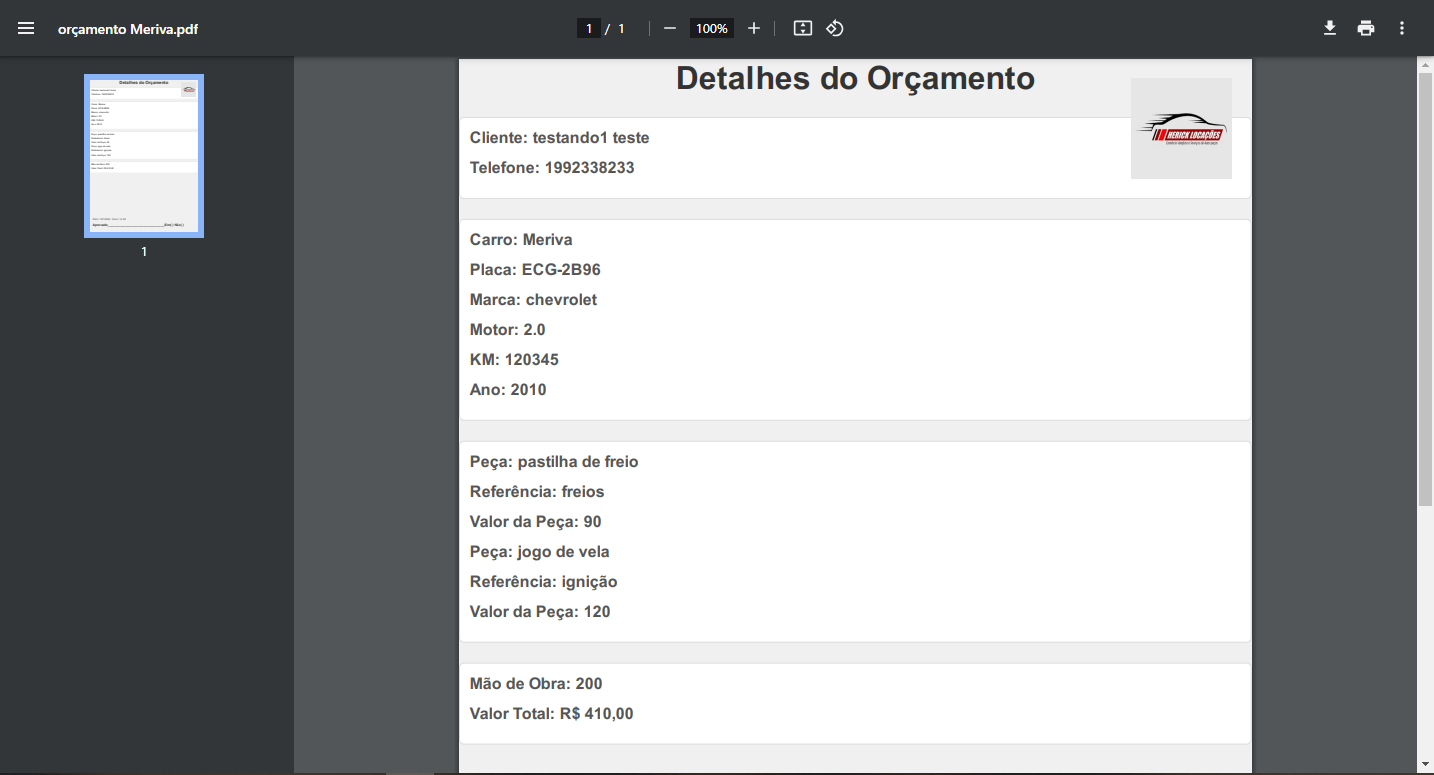 orçamento Meriva.pdf
1 / 1
100%
1
Detalhes do Orçamento
HERICK LOCAÇÕES
Cliente: testando1 teste
Telefone: 1992338233
Carro: Meriva
Placa: ECG-2B96
Marca: chevrolet
Motor: 2.0
KM: 120345
Ano: 2010
Peça: pastilha de freio
Referência: freios
Valor da Peça: 90
Peça: jogo de vela
Referência: ignição
Valor da Peça: 120
Mão de Obra: 200
Valor Total: R$ 410,00